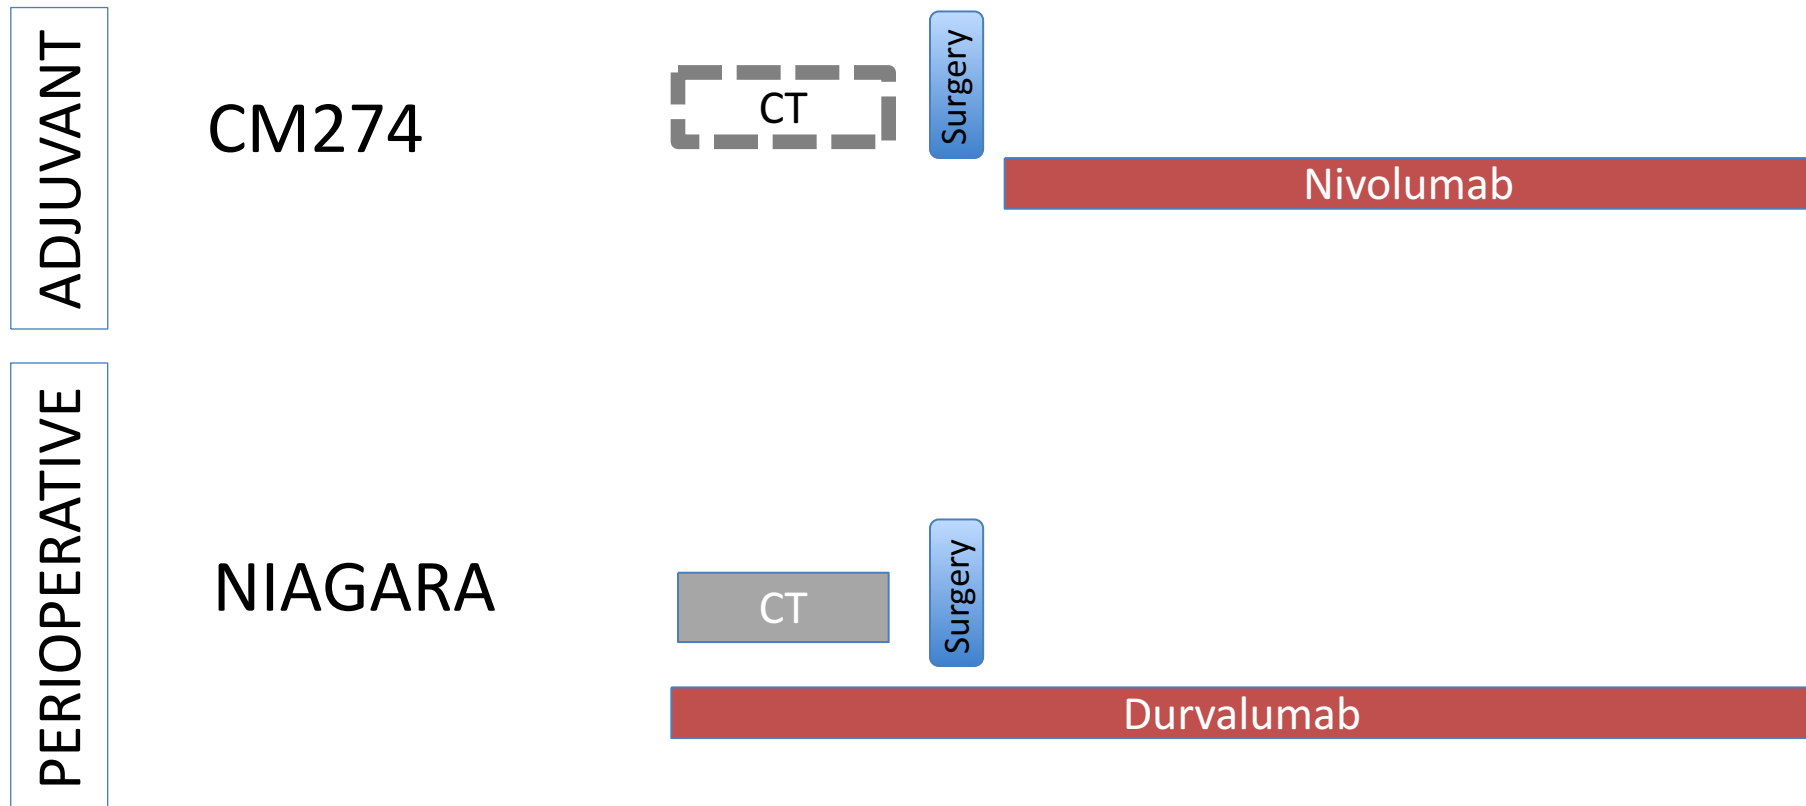 ADJUVANT
CM274
CT
Surgery
Nivolumab
PERIOPERATIVE
NIAGARA
CT
Surgery
Durvalumab